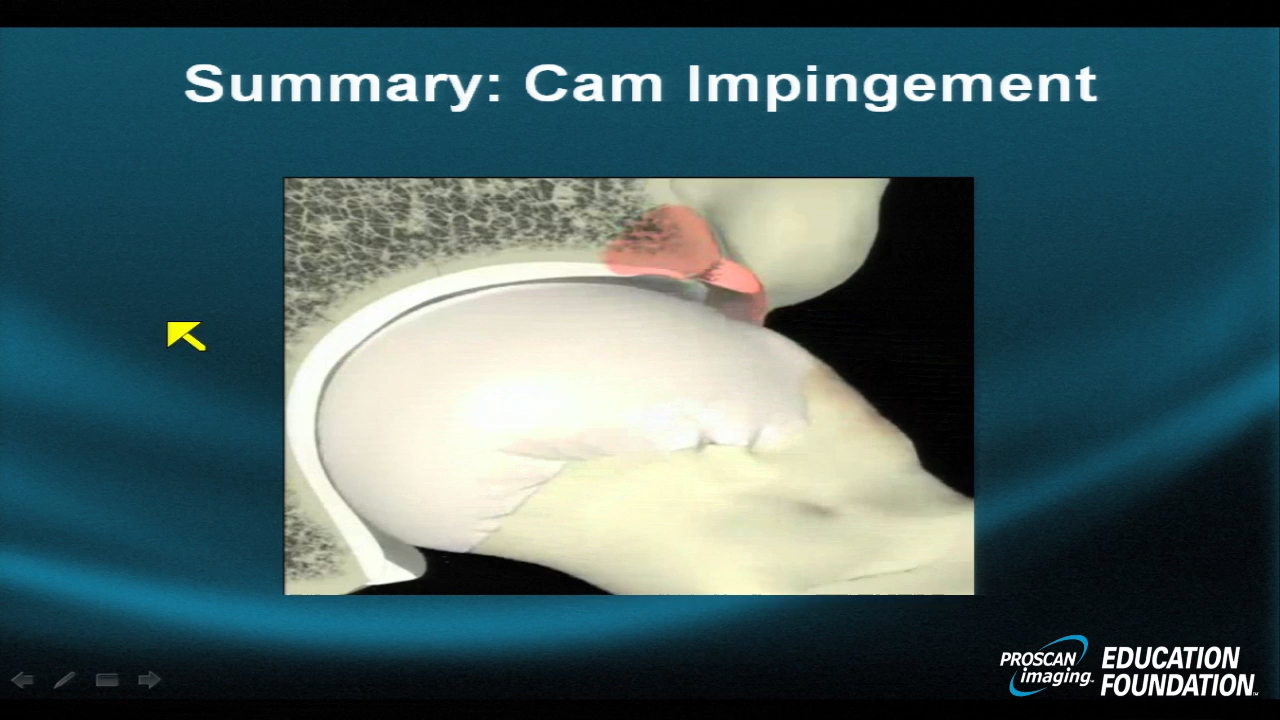 Summary: Cam Impingement
PROSCAN
imaging
EDUCATION
FOUNDATION